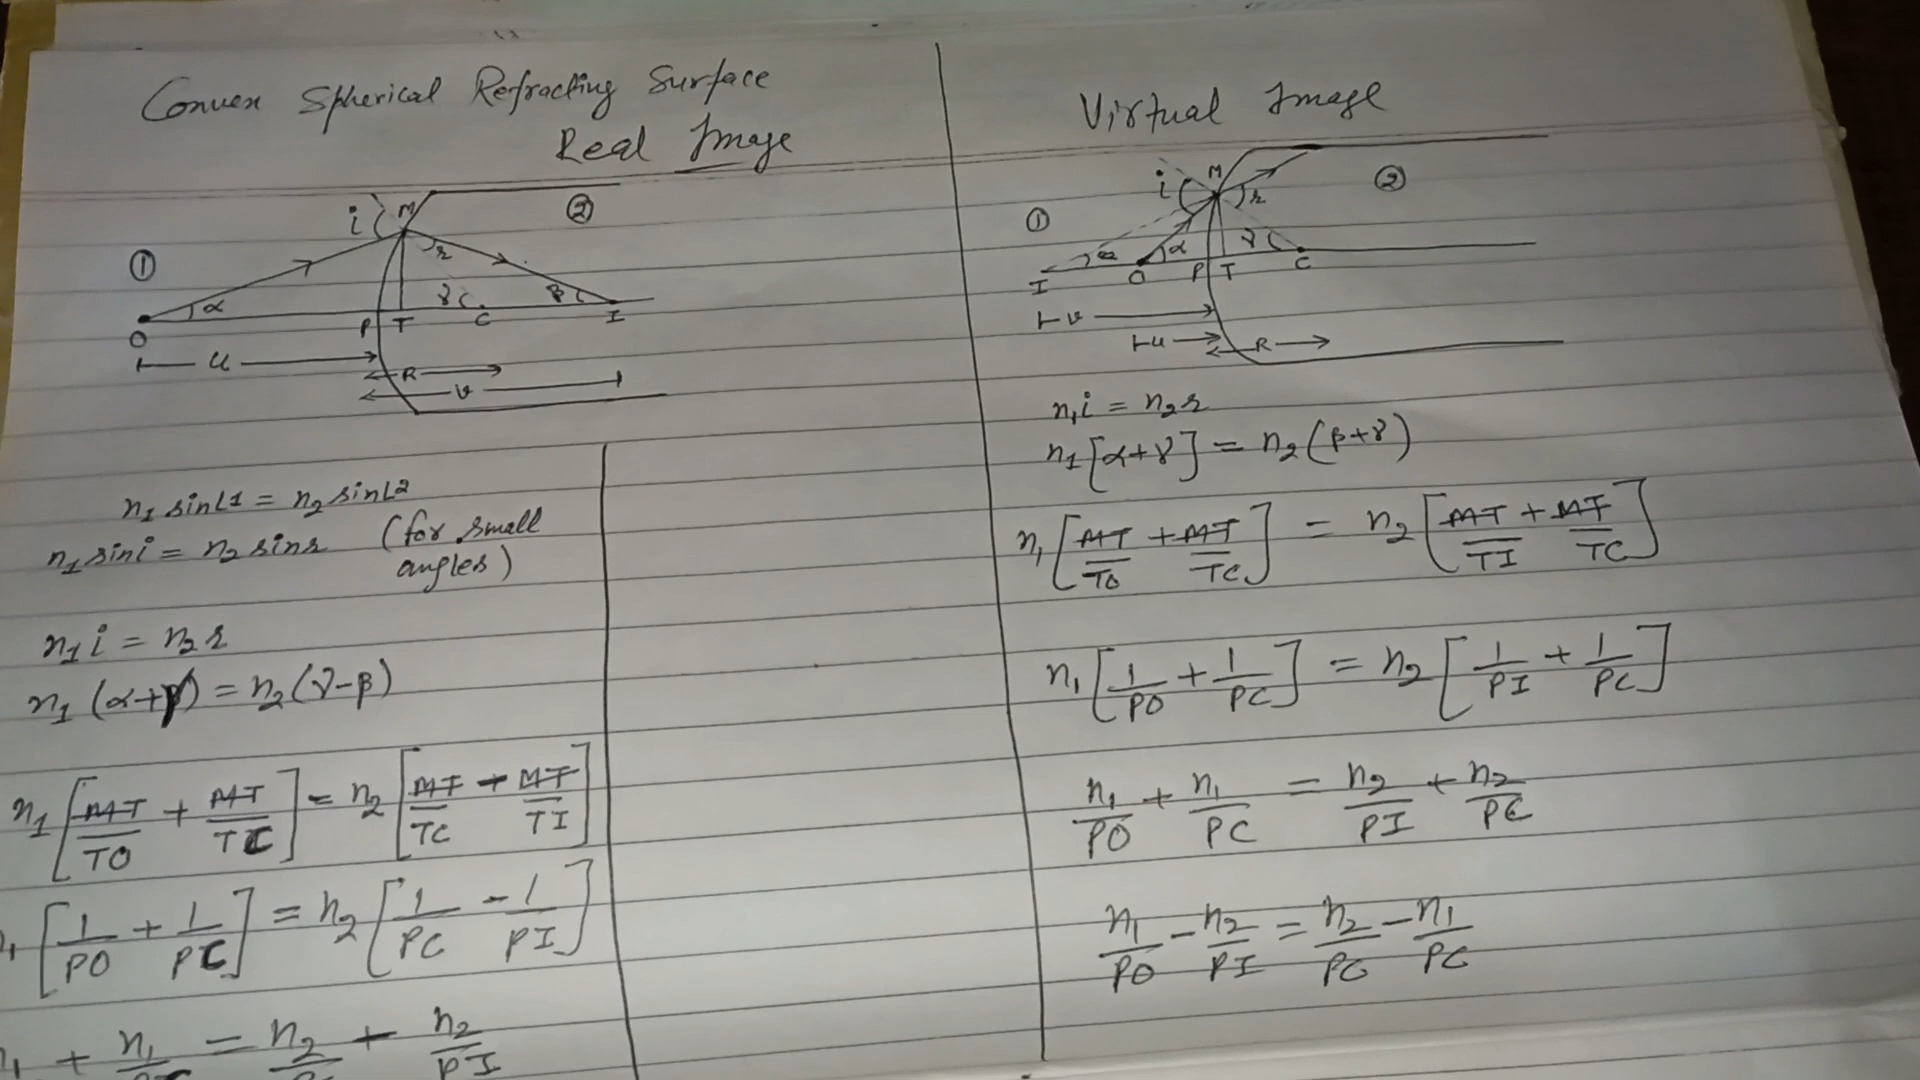 Convex Spherical Refracting Surface
Real Image
i M ②
①
r
α γ β
O P T C I
u
R
v
n₁ sin∠1 = n₂ sin∠2
n₁ sin i = n₂ sin r (for small
angles)
n₁ i = n₂ r
n₁ (α+γ) = n₂ (γ-β)
n₁ [MT/TO + MT/TC] = n₂ [MT/TC - MT/TI]
[1/PO + 1/PC] = n₂ [1/PC - 1/PI]
+ n₁ = n₂ + n₂/PI
Virtual Image
i M ②
① r
α γ
I O P T C
v
u R
n₁ i = n₂ r
n₁ [α+γ] = n₂ (β+γ)
n₁ [MT/TO + MT/TC] = n₂ [MT/TI + MT/TC]
n₁ [1/PO + 1/PC] = n₂ [1/PI + 1/PC]
n₁/PO + n₁/PC = n₂/PI + n₂/PC
n₁/PO - n₂/PI = n₂/PC - n₁/PC